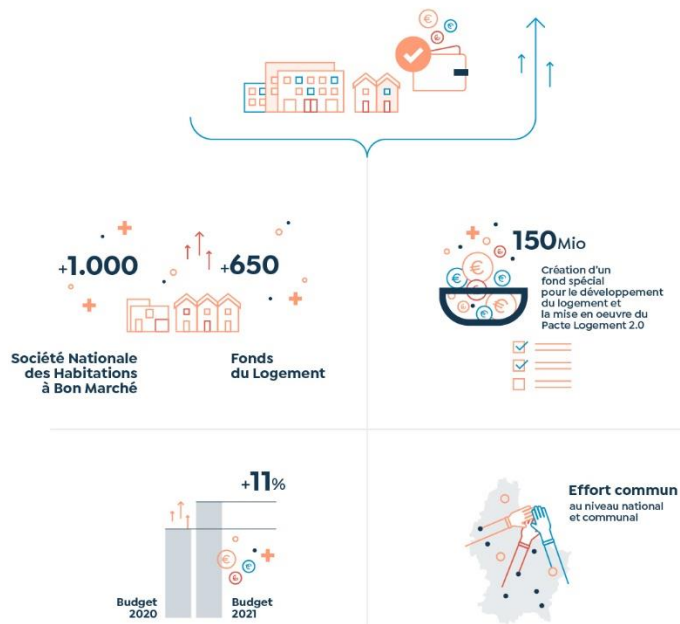 +1.000
+650
Société Nationale
des Habitations
à Bon Marché
Fonds
du Logement
150Mio
Création d'un
fond spécial
pour le développement
du logement et
la mise en oeuvre du
Pacte Logement 2.0
+11%
Budget
2020
Budget
2021
Effort commun
au niveau national
et communal